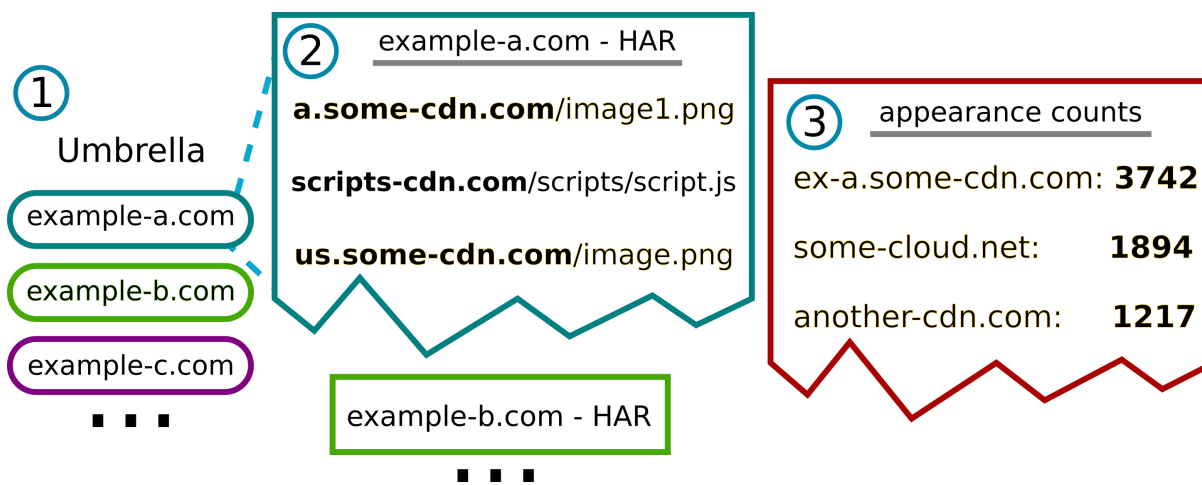 1
Umbrella
example-a.com
example-b.com
example-c.com
...
2
example-a.com - HAR
a.some-cdn.com/image1.png
scripts-cdn.com/scripts/script.js
us.some-cdn.com/image.png
example-b.com - HAR
...
3
appearance counts
ex-a.some-cdn.com: 3742
some-cloud.net: 1894
another-cdn.com: 1217